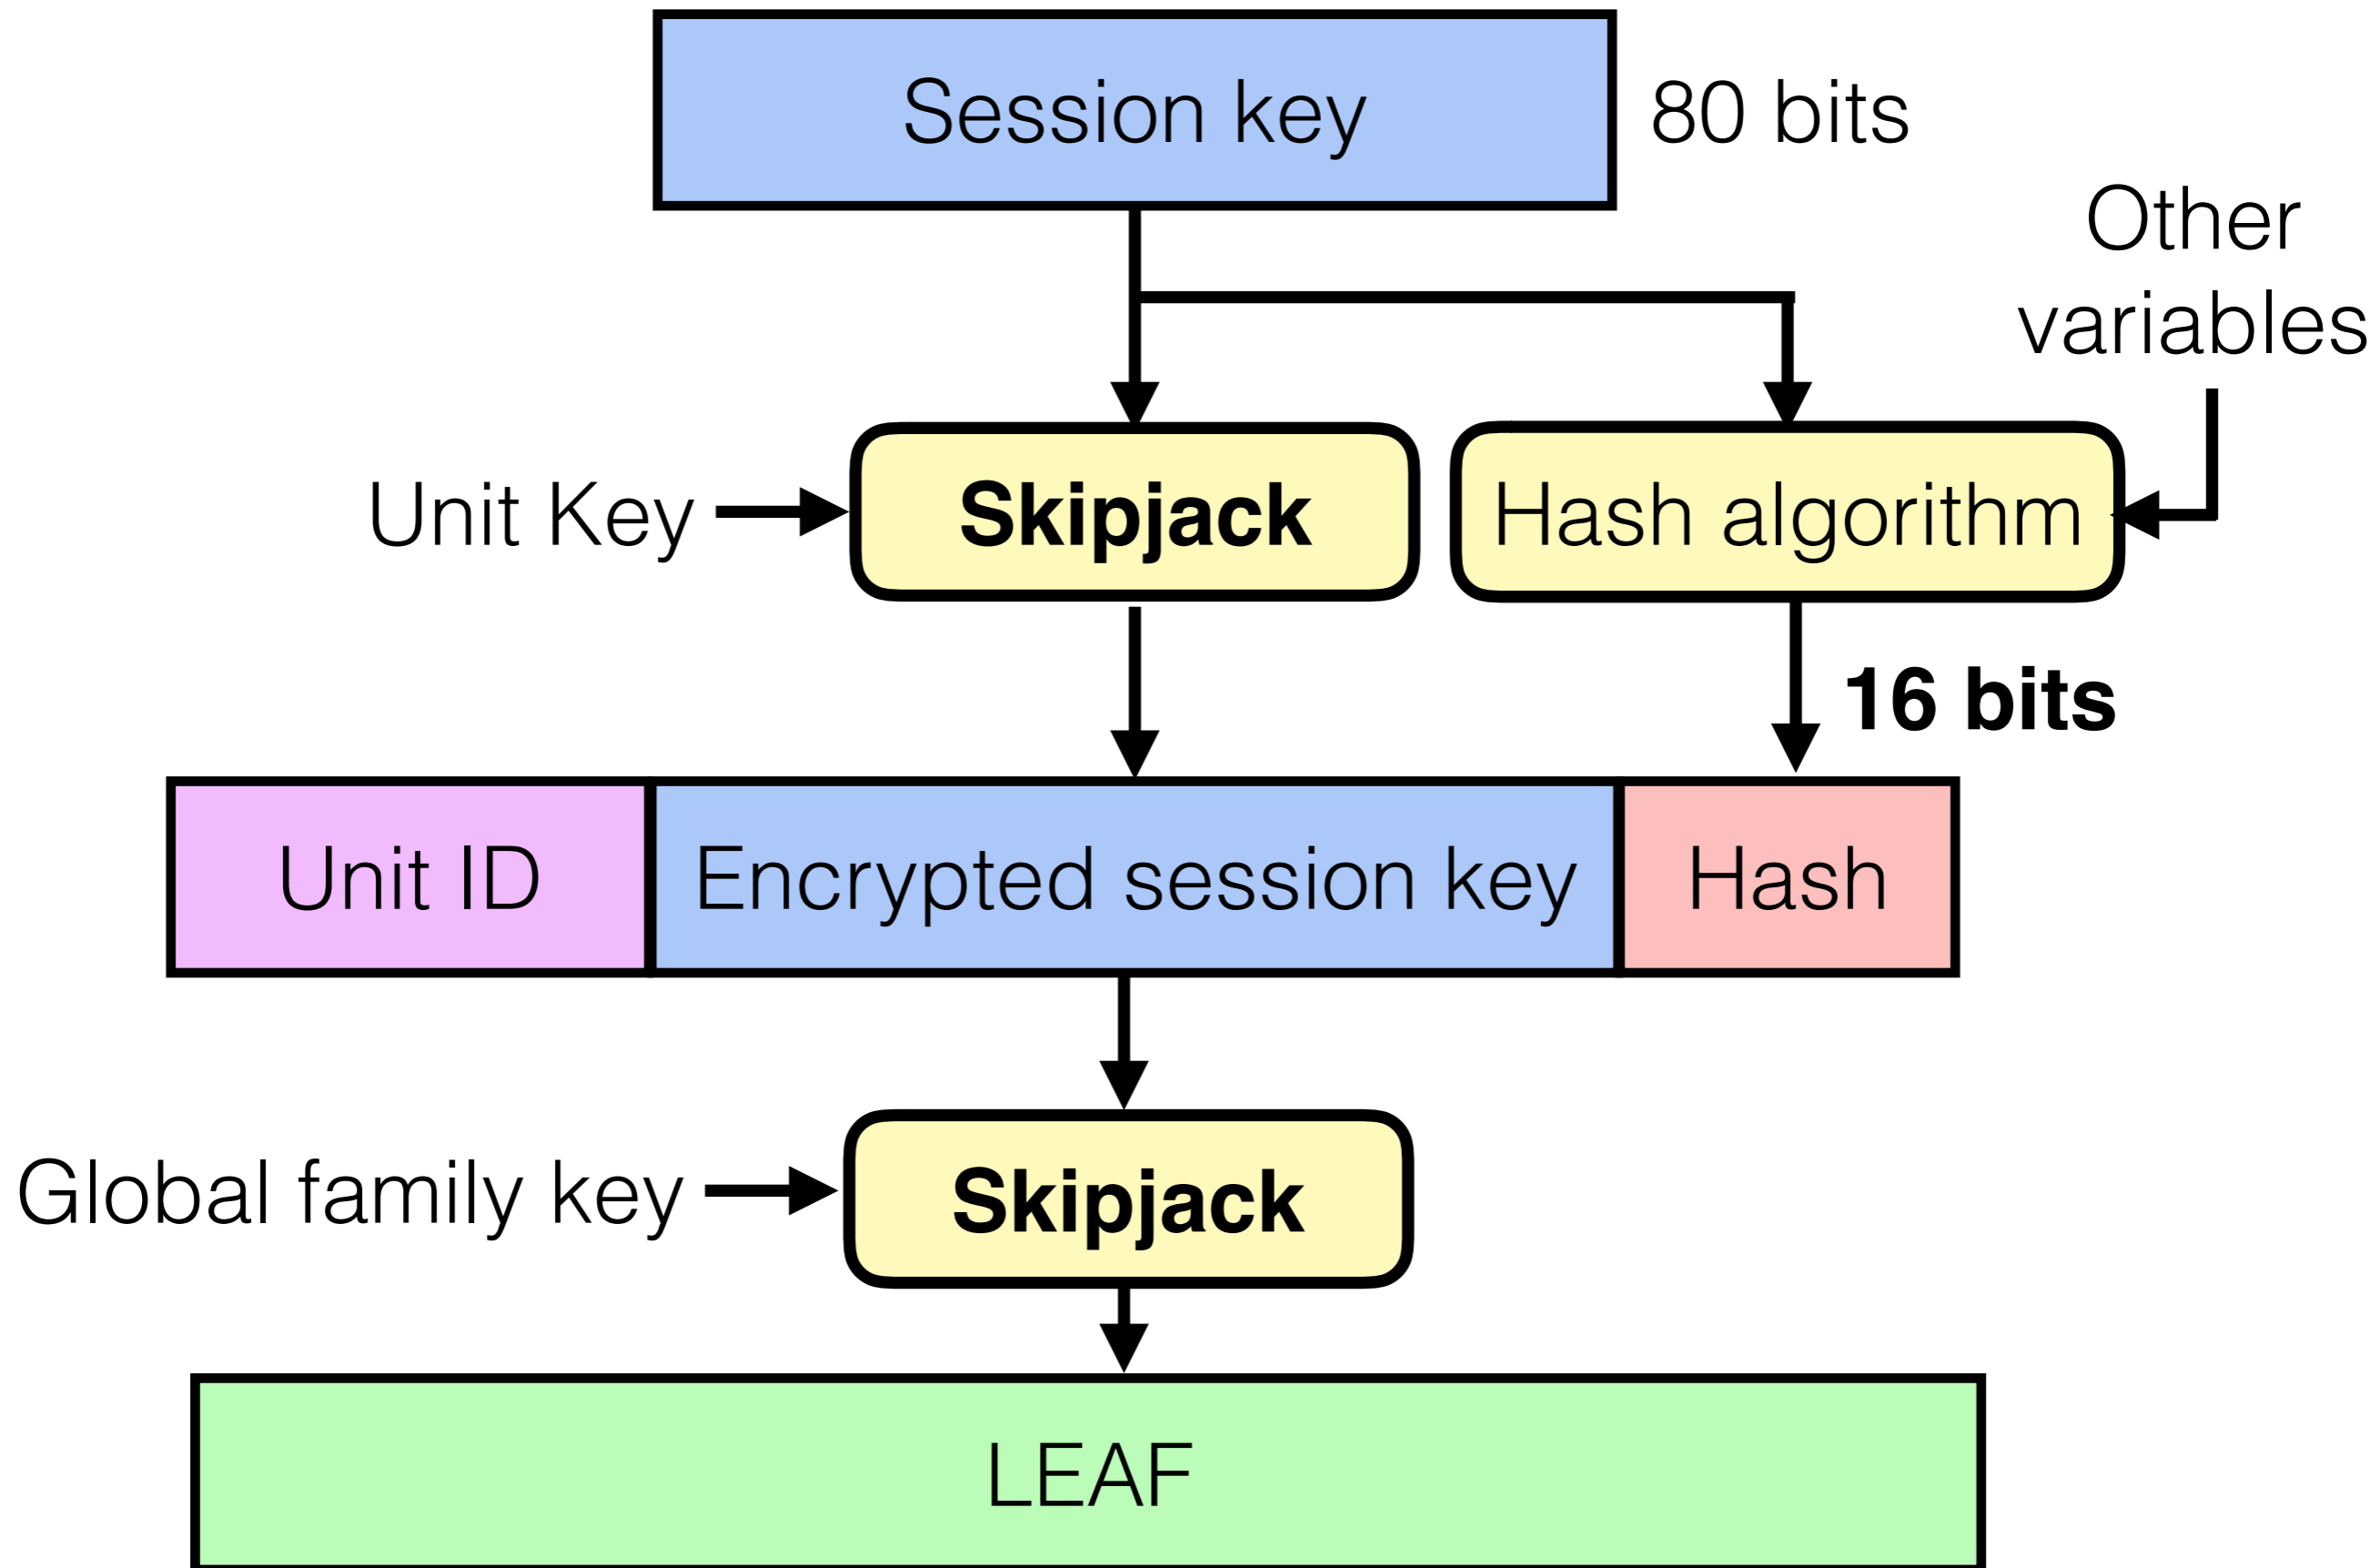 Session key
80 bits
Other
variables
Unit Key
Skipjack
Hash algorithm
16 bits
Unit ID
Encrypted session key
Hash
Global family key
Skipjack
LEAF